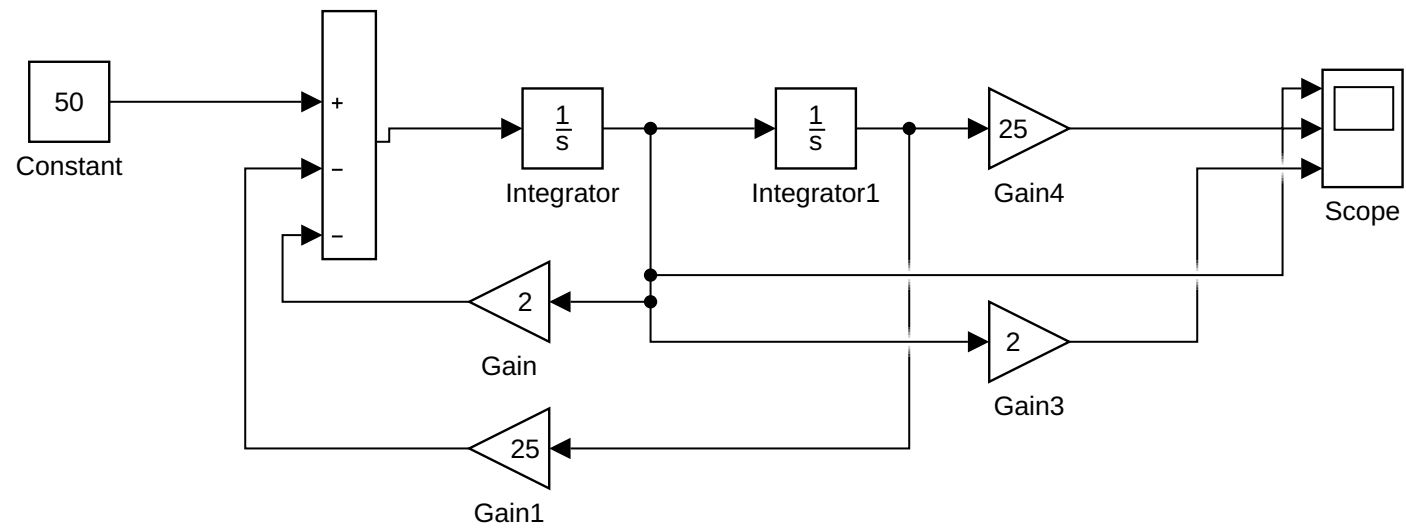 50
Constant
+
−
−
1
s
Integrator
1
s
Integrator1
25
Gain4
Scope
2
Gain
2
Gain3
25
Gain1